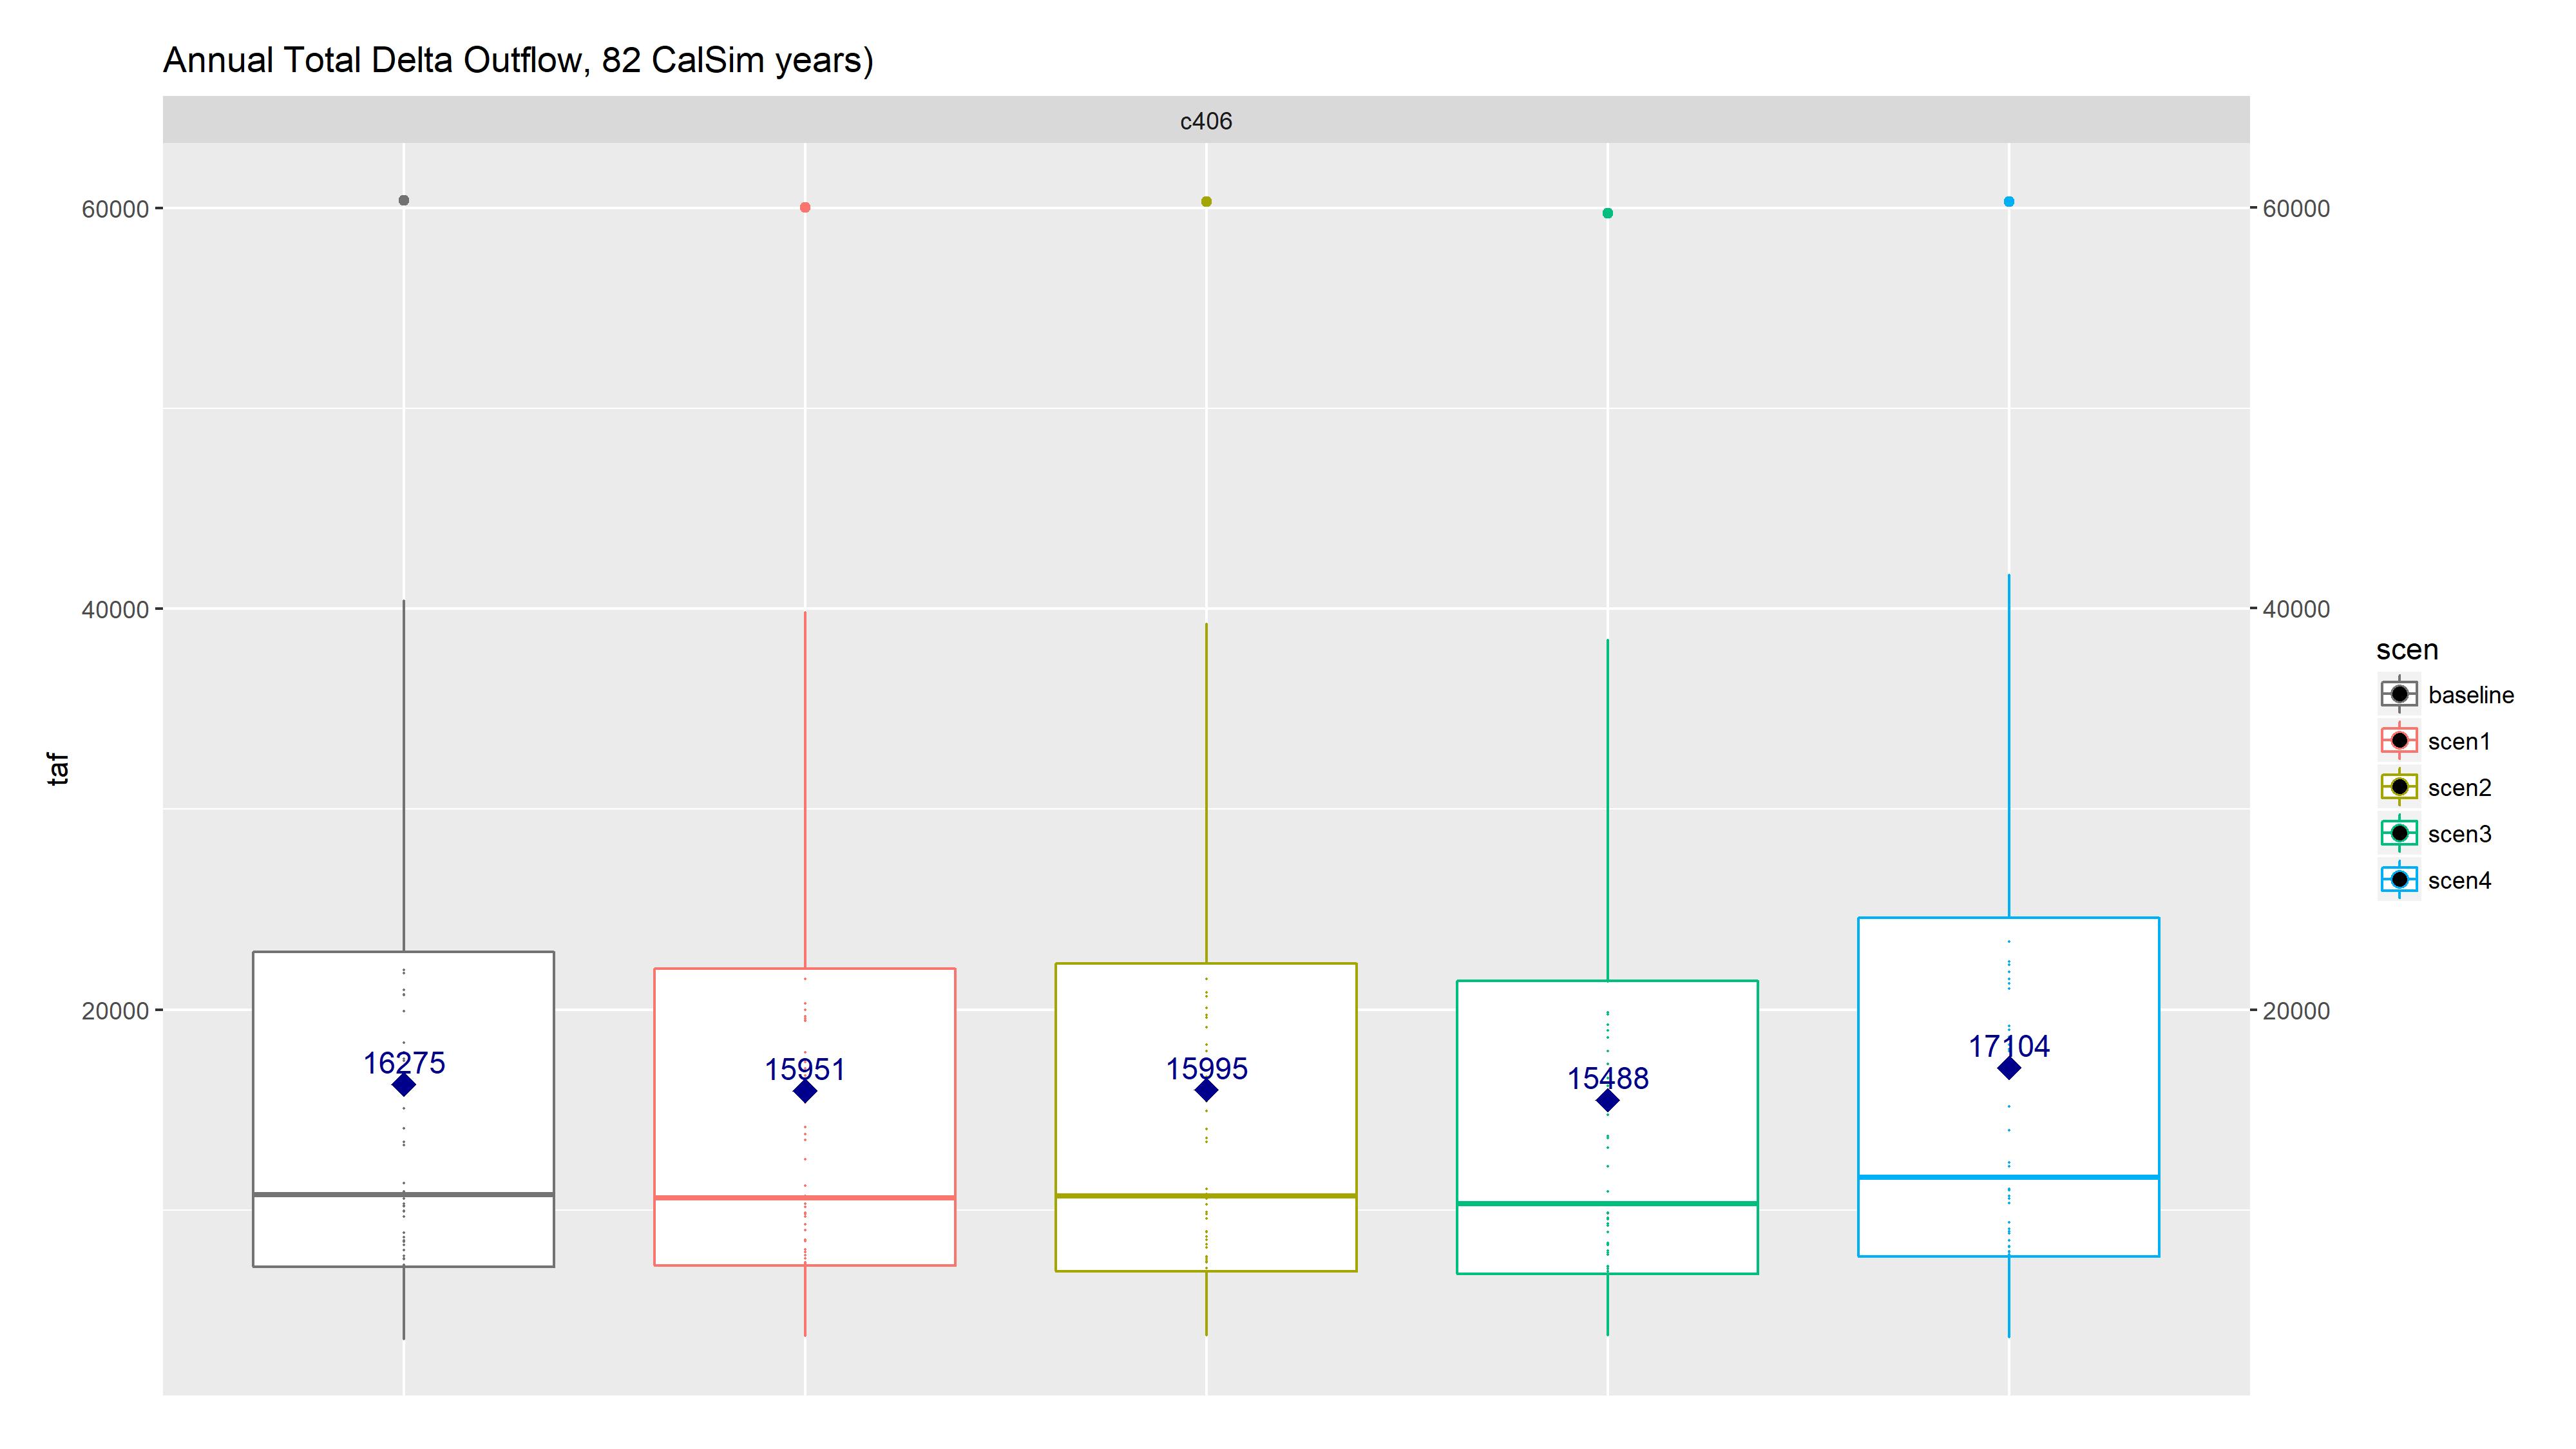 Annual Total Delta Outflow, 82 CalSim years)
c406
60000
60000
40000
40000
20000
20000
taf
16275
15951
15995
15488
17104
scen
baseline
scen1
scen2
scen3
scen4